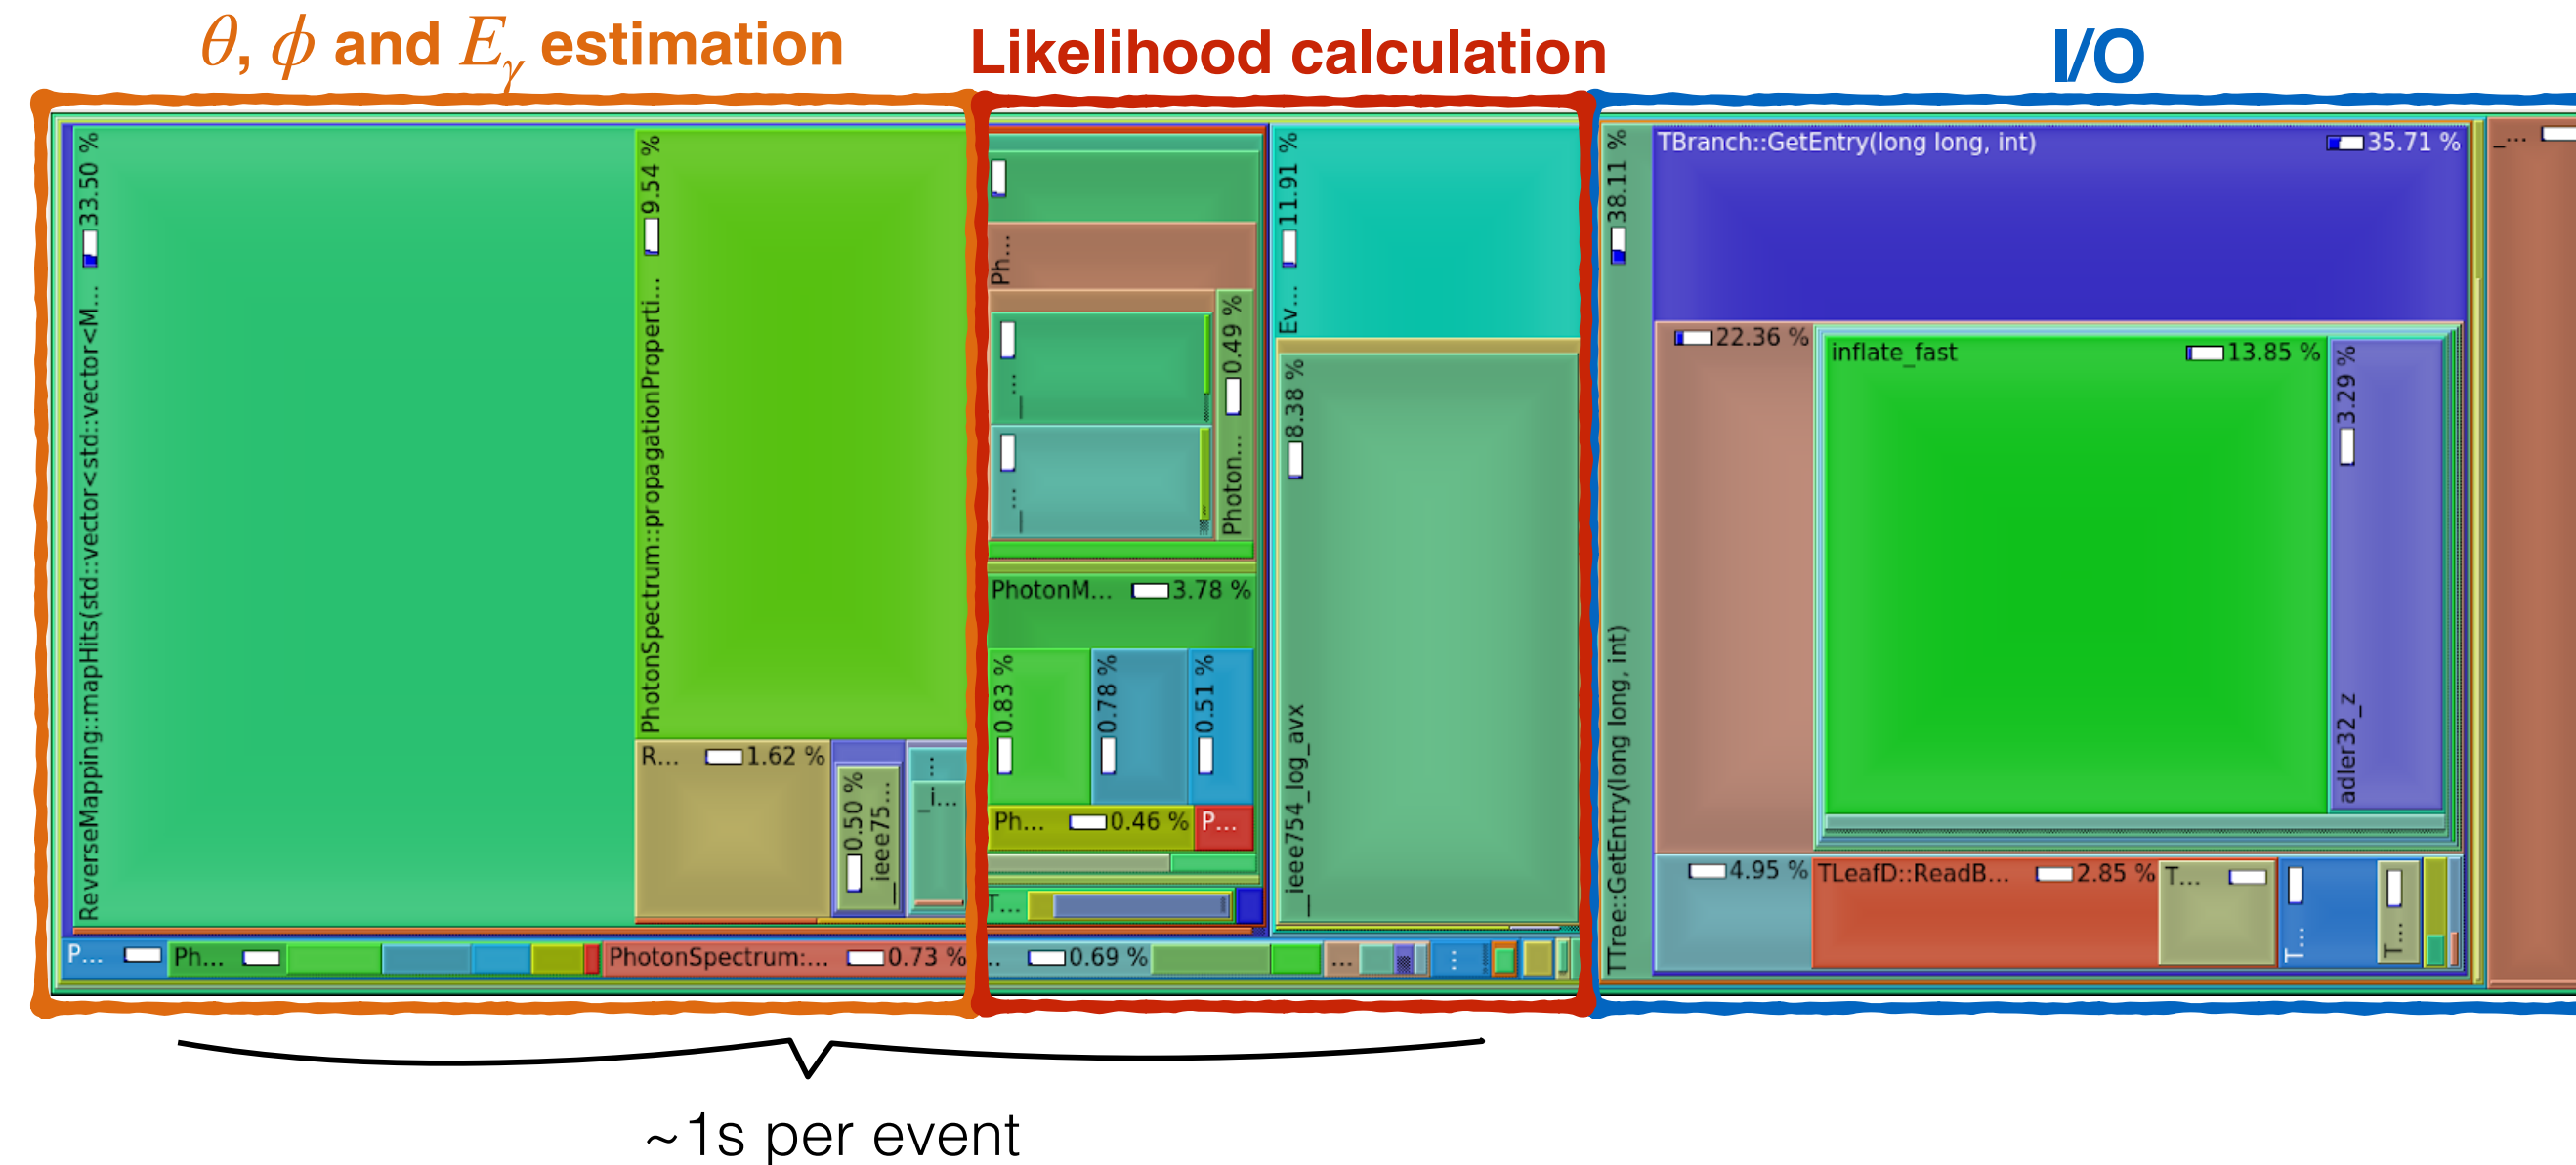 θ, ϕ and Eγ estimation
Likelihood calculation
I/O
33.50 %
ReverseMapping::mapHits(std::vector<std::vector<M...
9.54 %
PhotonSpectrum::propagationProperti...
R... 1.62 %
0.50 %
_ieee75...
...
_i...
Ph...
_...
_...
0.49 %
Photon...
PhotonM... 3.78 %
0.83 %
0.78 %
0.51 %
Ph... 0.46 %
P...
T...
11.91 %
Ev...
8.38 %
__ieee754_log_avx
38.11 %
TTree::GetEntry(long long, int)
TBranch::GetEntry(long long, int) 35.71 %
22.36 %
inflate_fast 13.85 %
3.29 %
adler32_z
4.95 %
TLeafD::ReadB... 2.85 %
T...
T...
T...
_...
P...
Ph...
PhotonSpectrum:... 0.73 %
.. 0.69 %
...
...
~1s per event